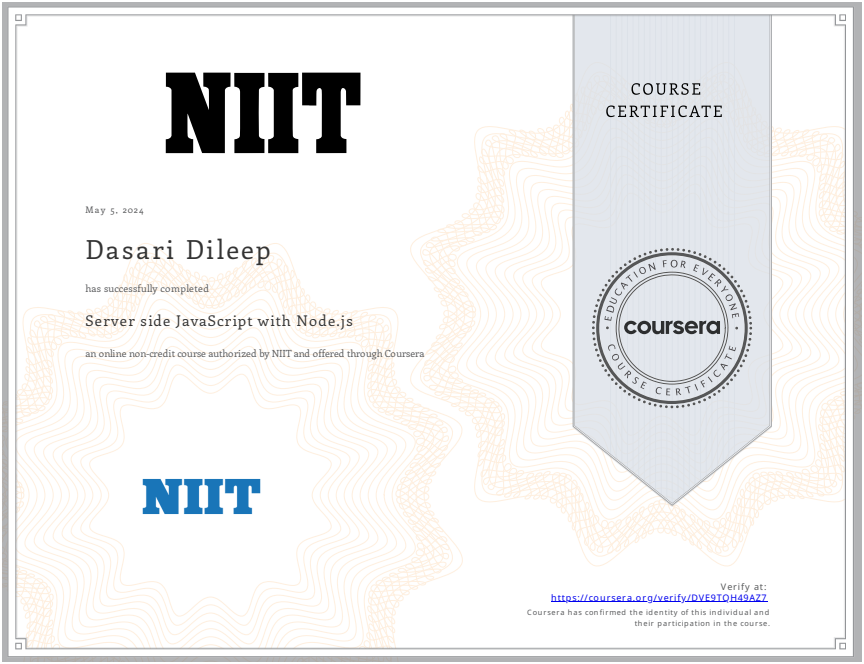 NIIT
COURSE
CERTIFICATE
May 5, 2024
Dasari Dileep
has successfully completed
Server side JavaScript with Node.js
an online non-credit course authorized by NIIT and offered through Coursera
EDUCATION FOR EVERYONE
coursera
COURSE CERTIFICATE
NIIT
Verify at:
https://coursera.org/verify/DVE9TQH49AZ7
Coursera has confirmed the identity of this individual and
their participation in the course.